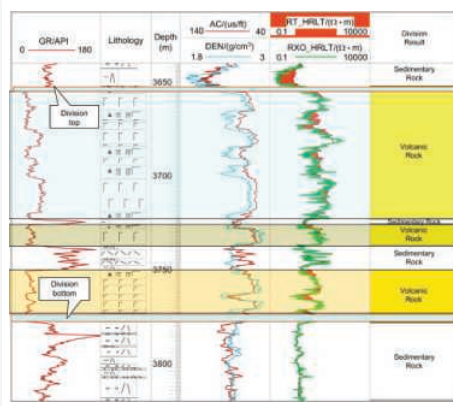 GR/API
0 180
Lithology
Depth
(m)
AC/(us/ft)
140 40
DEN/(g/cm³)
1.8 3
RT_HRLT/(Ω•m)
0.1 10000
RXO_HRLT/(Ω•m)
0.1 10000
Division
Result
3650
Sedimentary
Rock
Division
top
3700
Volcanic
Rock
Sedimentary Rock
Volcanic
Rock
3750
Sedimentary
Rock
Division
bottom
Volcanic
Rock
3800
Sedimentary
Rock